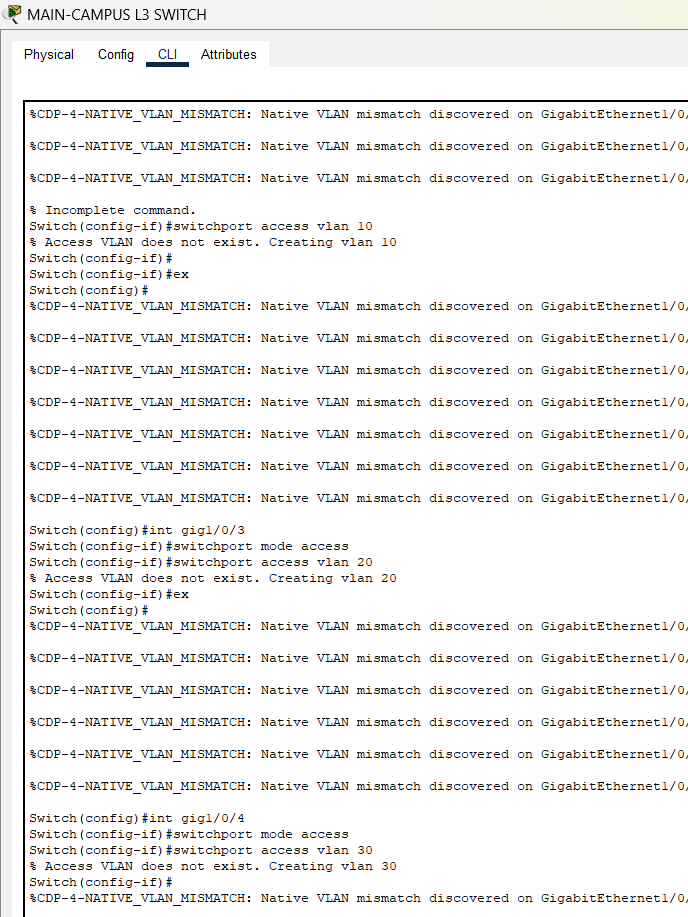 MAIN-CAMPUS L3 SWITCH
Physical Config CLI Attributes
%CDP-4-NATIVE_VLAN_MISMATCH: Native VLAN mismatch discovered on GigabitEthernet1/0/
%CDP-4-NATIVE_VLAN_MISMATCH: Native VLAN mismatch discovered on GigabitEthernet1/0/
%CDP-4-NATIVE_VLAN_MISMATCH: Native VLAN mismatch discovered on GigabitEthernet1/0/
% Incomplete command.
Switch(config-if)#switchport access vlan 10
% Access VLAN does not exist. Creating vlan 10
Switch(config-if)#
Switch(config-if)#ex
Switch(config)#
%CDP-4-NATIVE_VLAN_MISMATCH: Native VLAN mismatch discovered on GigabitEthernet1/0/
%CDP-4-NATIVE_VLAN_MISMATCH: Native VLAN mismatch discovered on GigabitEthernet1/0/
%CDP-4-NATIVE_VLAN_MISMATCH: Native VLAN mismatch discovered on GigabitEthernet1/0/
%CDP-4-NATIVE_VLAN_MISMATCH: Native VLAN mismatch discovered on GigabitEthernet1/0/
%CDP-4-NATIVE_VLAN_MISMATCH: Native VLAN mismatch discovered on GigabitEthernet1/0/
%CDP-4-NATIVE_VLAN_MISMATCH: Native VLAN mismatch discovered on GigabitEthernet1/0/
%CDP-4-NATIVE_VLAN_MISMATCH: Native VLAN mismatch discovered on GigabitEthernet1/0/
Switch(config)#int gig1/0/3
Switch(config-if)#switchport mode access
Switch(config-if)#switchport access vlan 20
% Access VLAN does not exist. Creating vlan 20
Switch(config-if)#ex
Switch(config)#
%CDP-4-NATIVE_VLAN_MISMATCH: Native VLAN mismatch discovered on GigabitEthernet1/0/
%CDP-4-NATIVE_VLAN_MISMATCH: Native VLAN mismatch discovered on GigabitEthernet1/0/
%CDP-4-NATIVE_VLAN_MISMATCH: Native VLAN mismatch discovered on GigabitEthernet1/0/
%CDP-4-NATIVE_VLAN_MISMATCH: Native VLAN mismatch discovered on GigabitEthernet1/0/
%CDP-4-NATIVE_VLAN_MISMATCH: Native VLAN mismatch discovered on GigabitEthernet1/0/
%CDP-4-NATIVE_VLAN_MISMATCH: Native VLAN mismatch discovered on GigabitEthernet1/0/
Switch(config)#int gig1/0/4
Switch(config-if)#switchport mode access
Switch(config-if)#switchport access vlan 30
% Access VLAN does not exist. Creating vlan 30
Switch(config-if)#
%CDP-4-NATIVE_VLAN_MISMATCH: Native VLAN mismatch discovered on GigabitEthernet1/0/